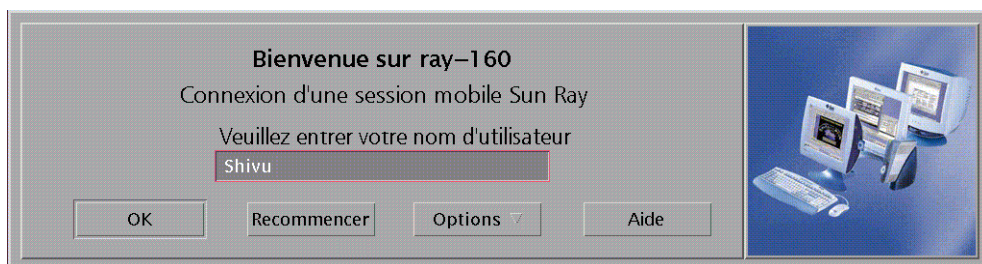 Bienvenue sur ray–160
Connexion d'une session mobile Sun Ray
Veuillez entrer votre nom d'utilisateur
Shivu
OK Recommencer Options Aide